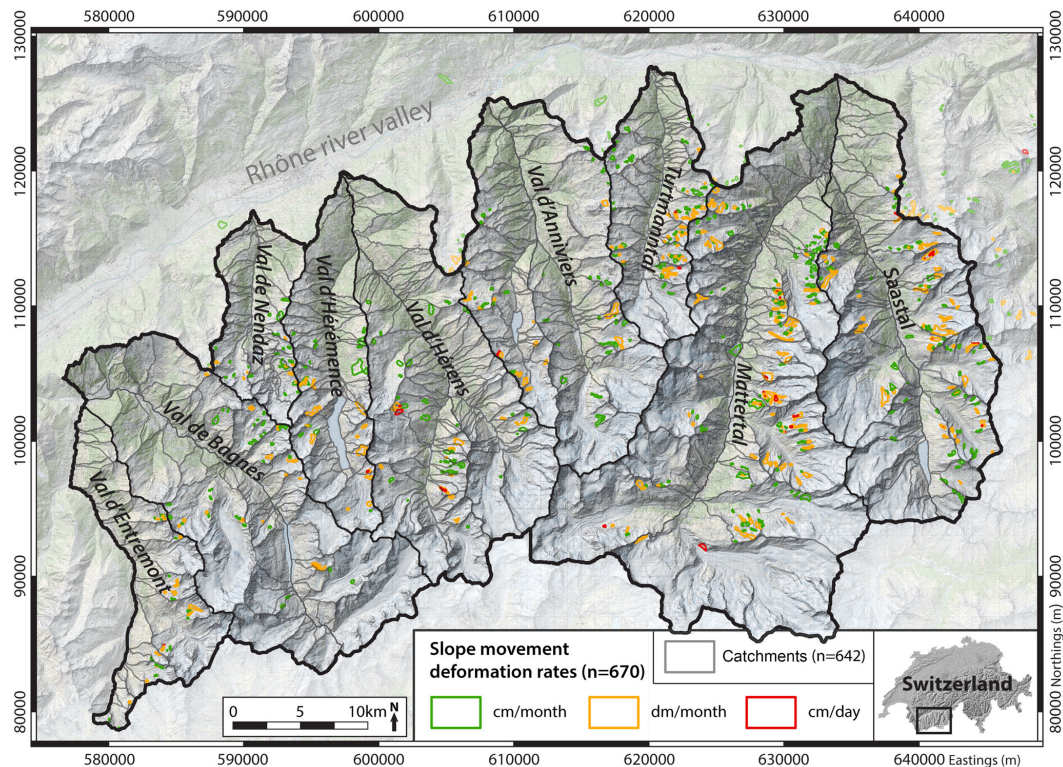 580000 590000 600000 610000 620000 630000 640000
130000
120000
110000
100000
90000
80000
130000
120000
110000
100000
90000
80000 Northings (m)
Rhône river valley
Val d'Entremont
Val de Bagnes
Val de Nendaz
Val d'Hérémence
Val d'Hérens
Val d'Anniviers
Turtmanntal
Mattertal
Saastal
0 5 10km
N
Slope movement
deformation rates (n=670)
Catchments (n=642)
cm/month dm/month cm/day
Switzerland
580000 590000 600000 610000 620000 630000 640000 Eastings (m)